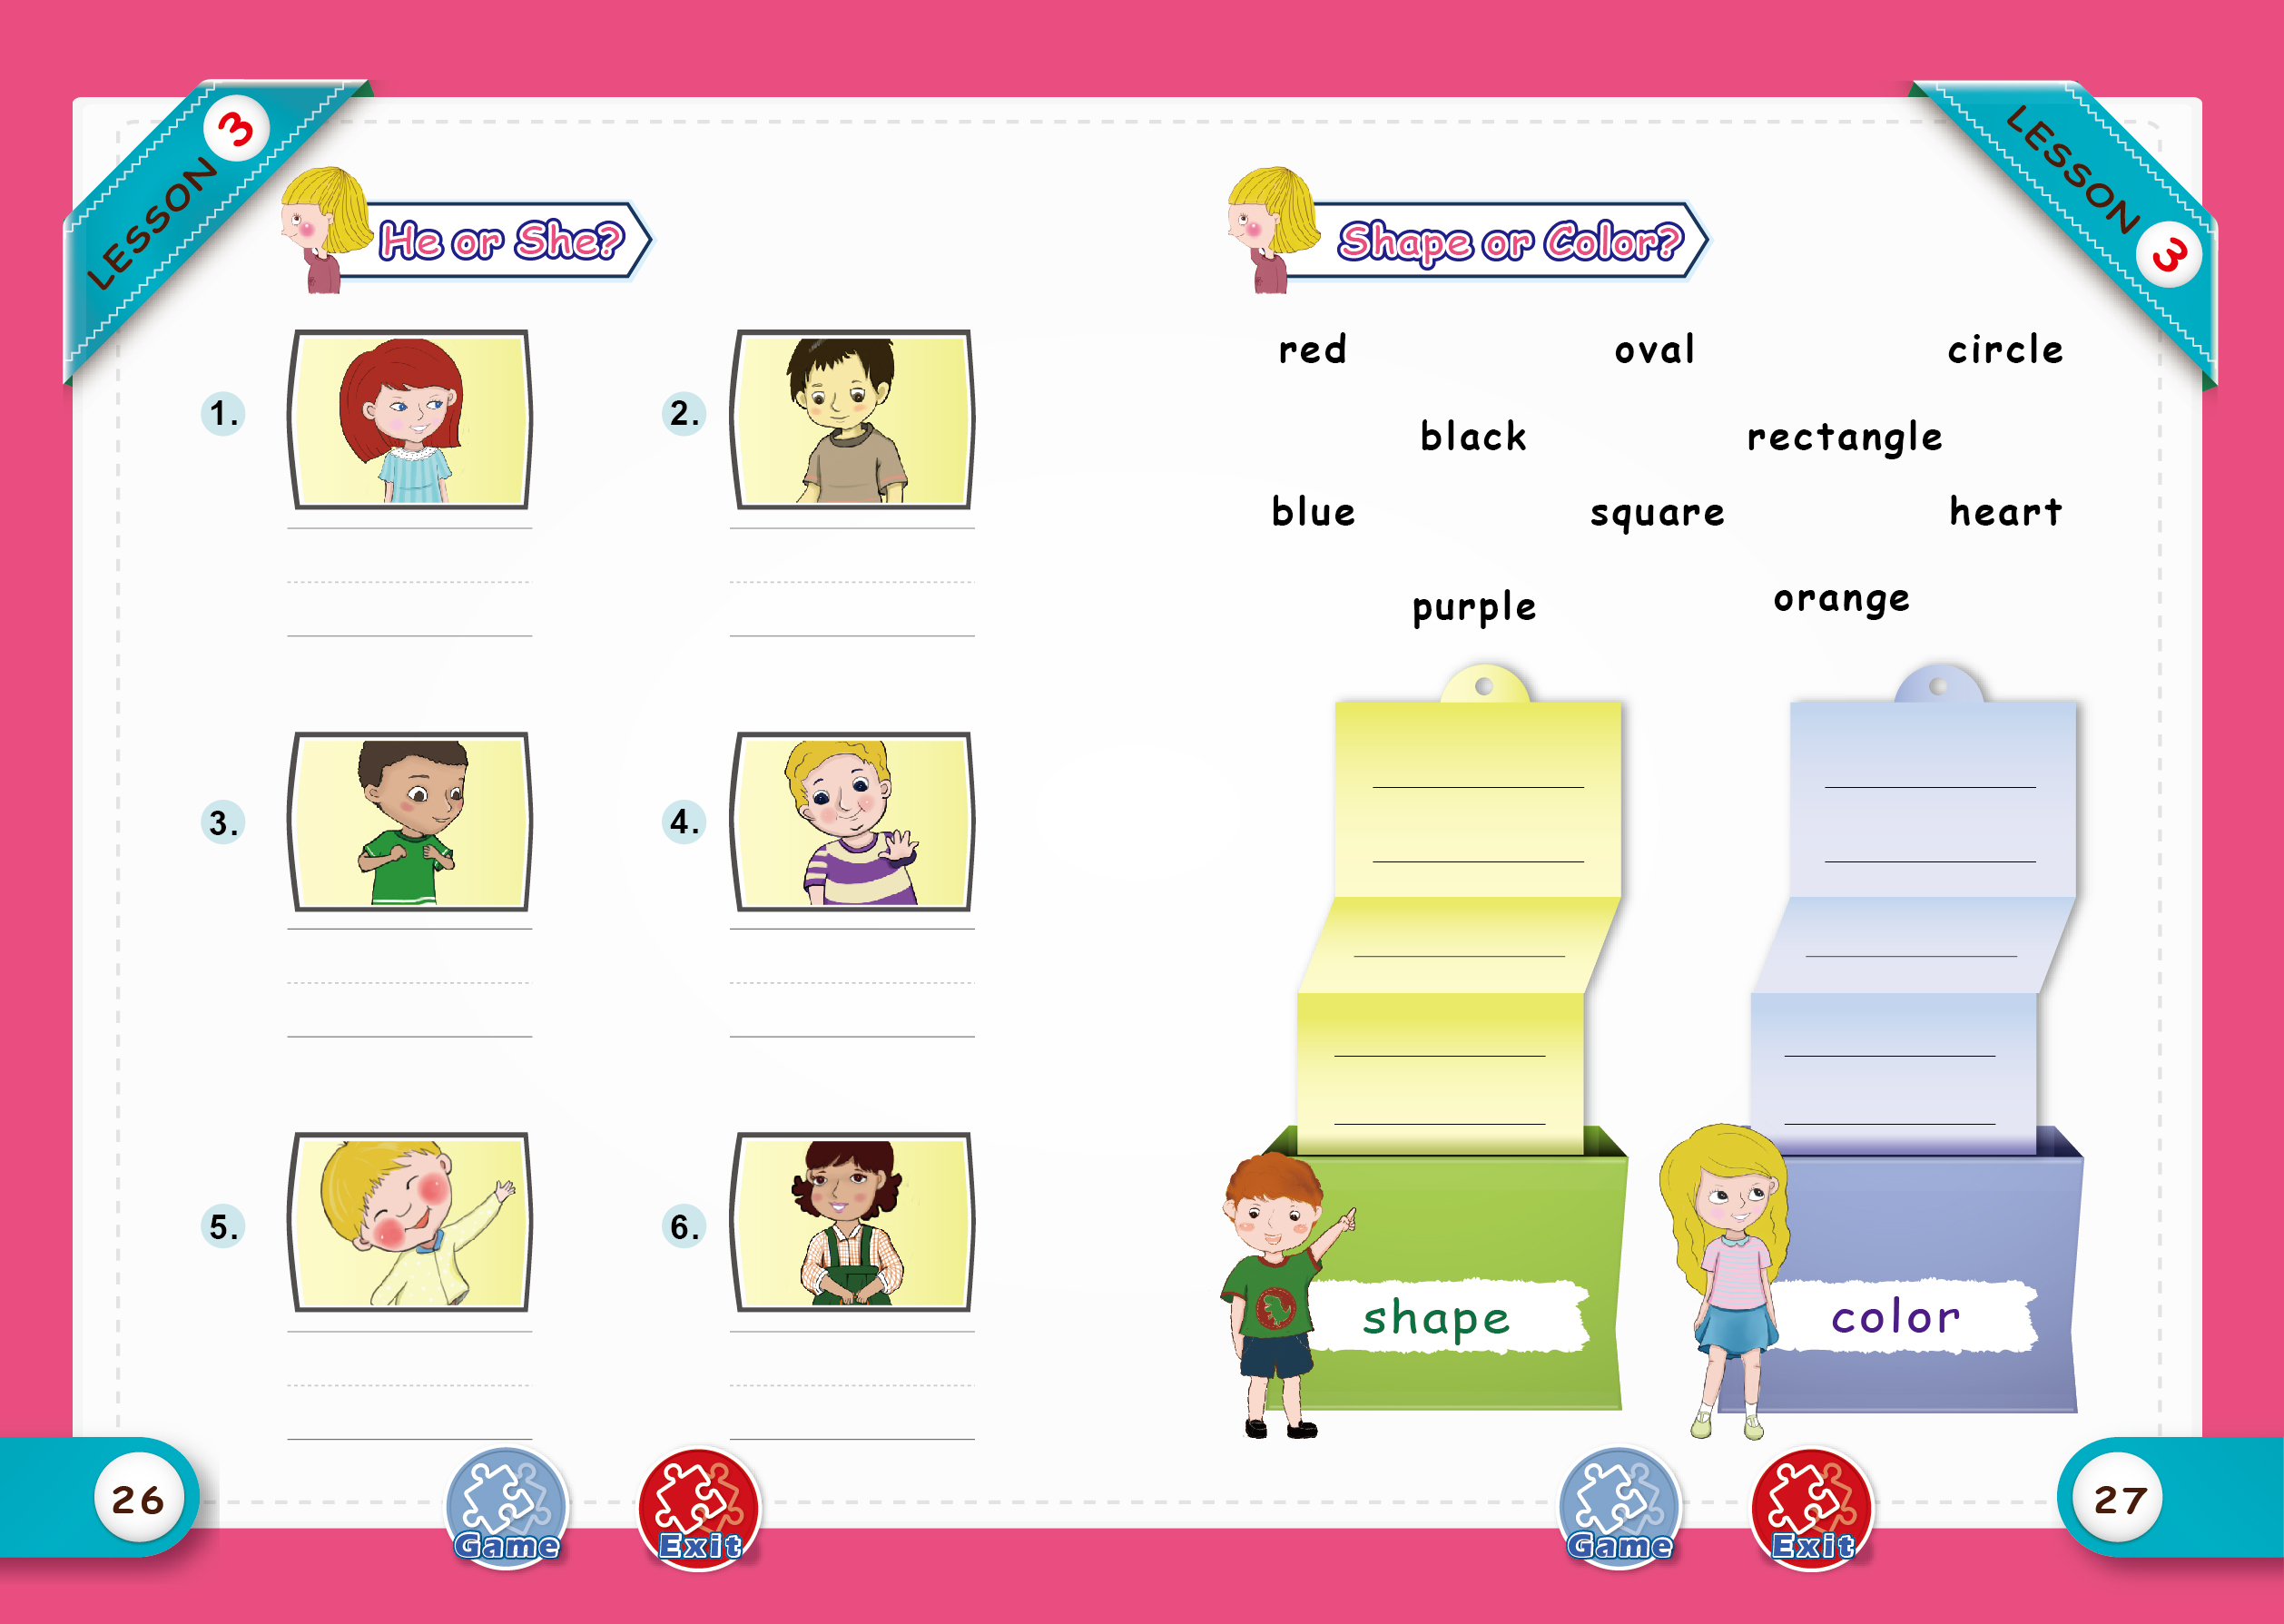 LESSON 3
He or She?
1.
2.
3.
4.
5.
6.
26
Game
Exit
LESSON 3
Shape or Color?
red oval circle
black rectangle
blue square heart
purple orange
shape
color
Game
Exit
27